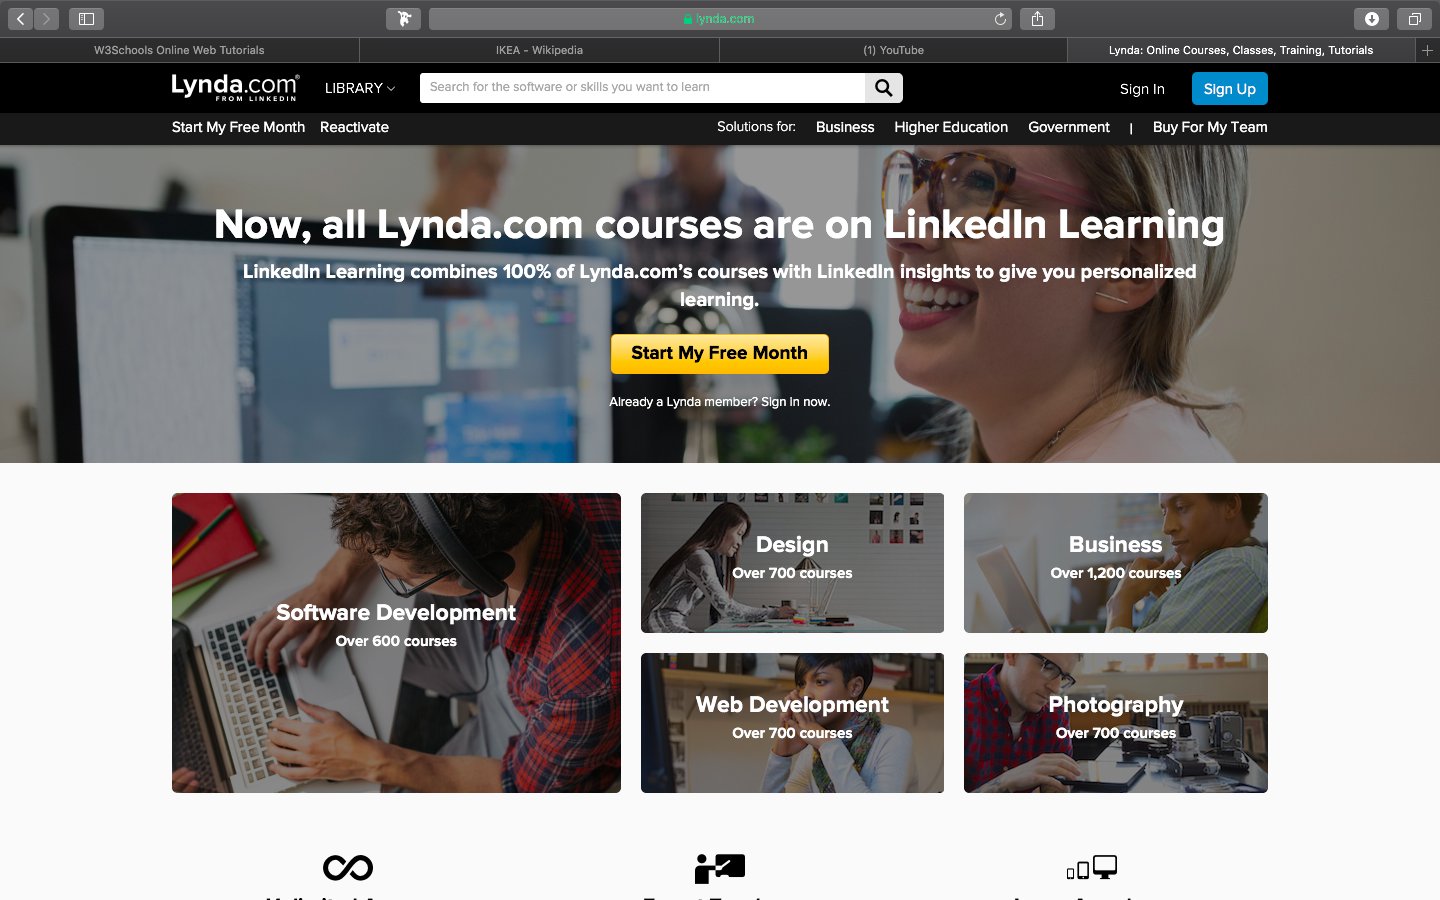 lynda.com
W3Schools Online Web Tutorials
IKEA - Wikipedia
(1) YouTube
Lynda: Online Courses, Classes, Training, Tutorials
Lynda.com®
FROM LINKEDIN
LIBRARY
Search for the software or skills you want to learn
Sign In
Sign Up
Start My Free Month
Reactivate
Solutions for:
Business
Higher Education
Government
|
Buy For My Team
Now, all Lynda.com courses are on LinkedIn Learning
LinkedIn Learning combines 100% of Lynda.com's courses with LinkedIn insights to give you personalized
learning.
Start My Free Month
Already a Lynda member? Sign in now.
Software Development
Over 600 courses
Design
Over 700 courses
Business
Over 1,200 courses
Web Development
Over 700 courses
Photography
Over 700 courses